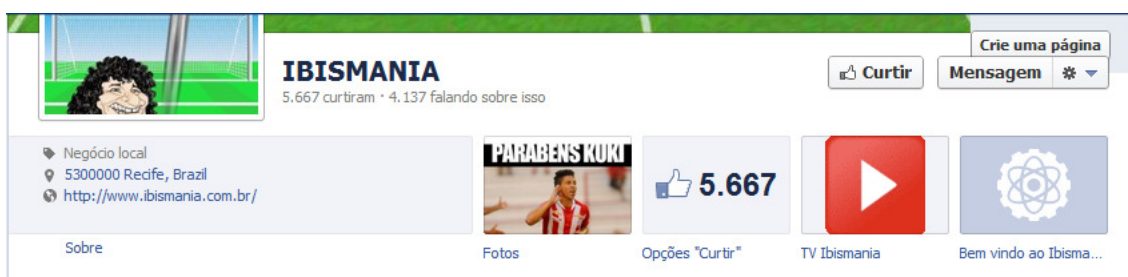 Crie uma página
IBISMANIA
Curtir
Mensagem
5.667 curtiram · 4.137 falando sobre isso
Negócio local
5300000 Recife, Brazil
http://www.ibismania.com.br/
Sobre
PARABENS KUKI
5.667
Fotos
Opções "Curtir"
TV Ibismania
Bem vindo ao Ibisma...